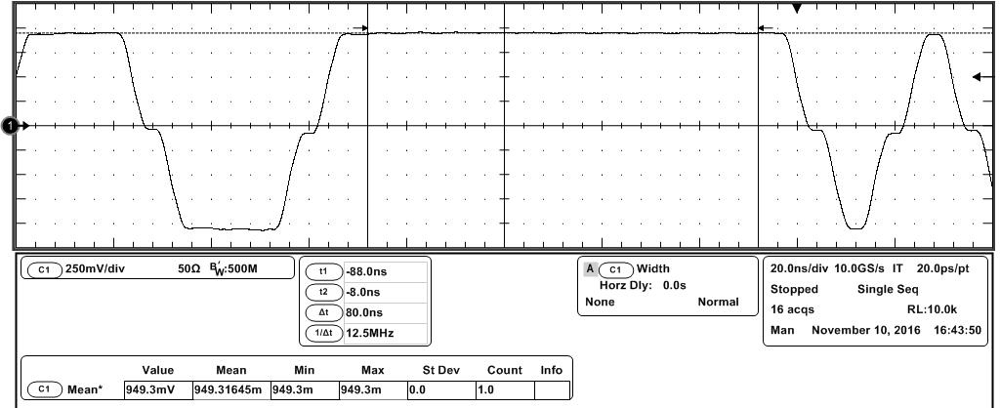 1
C1 250mV/div 50Ω BW:500M
t1 -88.0ns
t2 -8.0ns
Δt 80.0ns
1/Δt 12.5MHz
A C1 Width
Horz Dly: 0.0s
None Normal
20.0ns/div 10.0GS/s IT 20.0ps/pt
Stopped Single Seq
16 acqs RL:10.0k
Man November 10, 2016 16:43:50
Value Mean Min Max St Dev Count Info
C1 Mean* 949.3mV 949.31645m 949.3m 949.3m 0.0 1.0